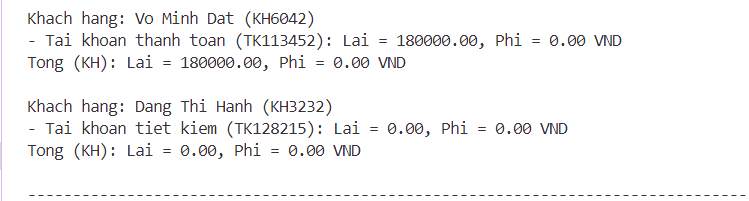 Khach hang: Vo Minh Dat (KH6042)
- Tai khoan thanh toan (TK113452): Lai = 180000.00, Phi = 0.00 VND
Tong (KH): Lai = 180000.00, Phi = 0.00 VND
Khach hang: Dang Thi Hanh (KH3232)
- Tai khoan tiet kiem (TK128215): Lai = 0.00, Phi = 0.00 VND
Tong (KH): Lai = 0.00, Phi = 0.00 VND
--------------------------------------------------------------------------------